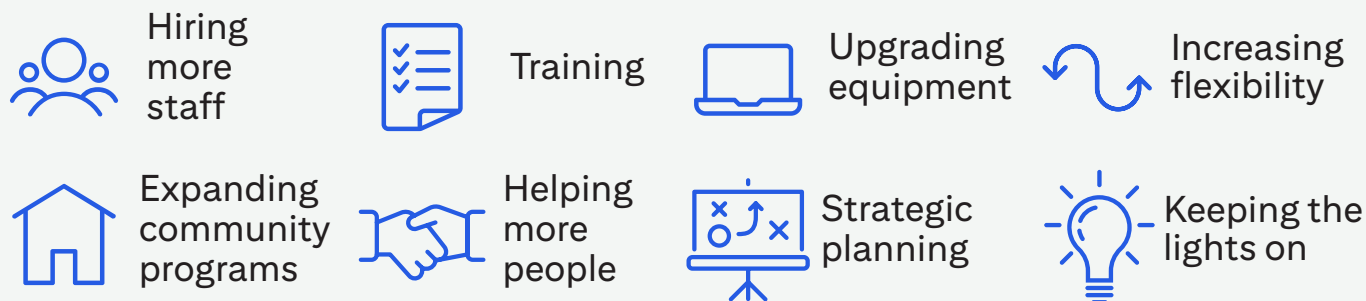 Hiring
more
staff
Training
Upgrading
equipment
Increasing
flexibility
Expanding
community
programs
Helping
more
people
Strategic
planning
Keeping the
lights on